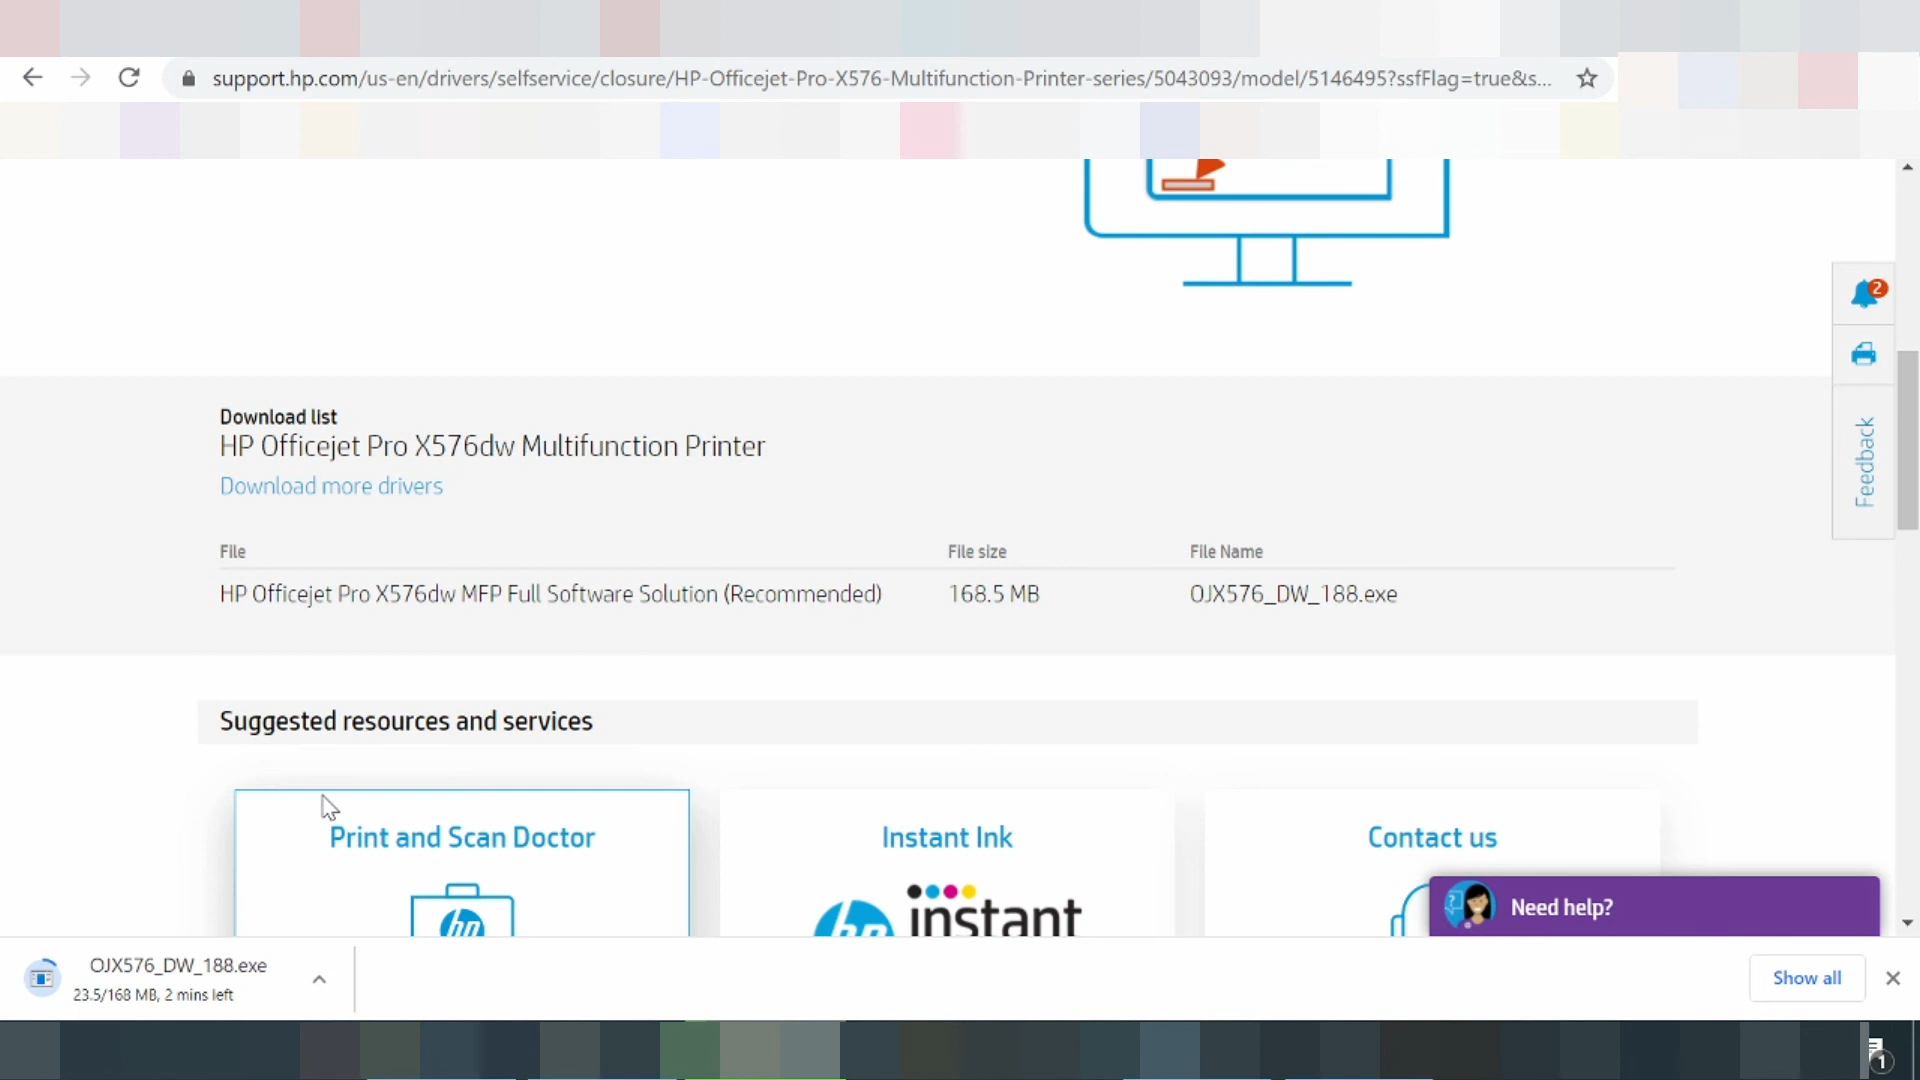 support.hp.com/us-en/drivers/selfservice/closure/HP-Officejet-Pro-X576-Multifunction-Printer-series/5043093/model/5146495?ssfFlag=true&s...
2
Feedback
Download list
HP Officejet Pro X576dw Multifunction Printer
Download more drivers
File File size File Name
HP Officejet Pro X576dw MFP Full Software Solution (Recommended) 168.5 MB OJX576_DW_188.exe
Suggested resources and services
Print and Scan Doctor Instant Ink Contact us
hp hp instant
? Need help?
OJX576_DW_188.exe
23.5/168 MB, 2 mins left
Show all
1